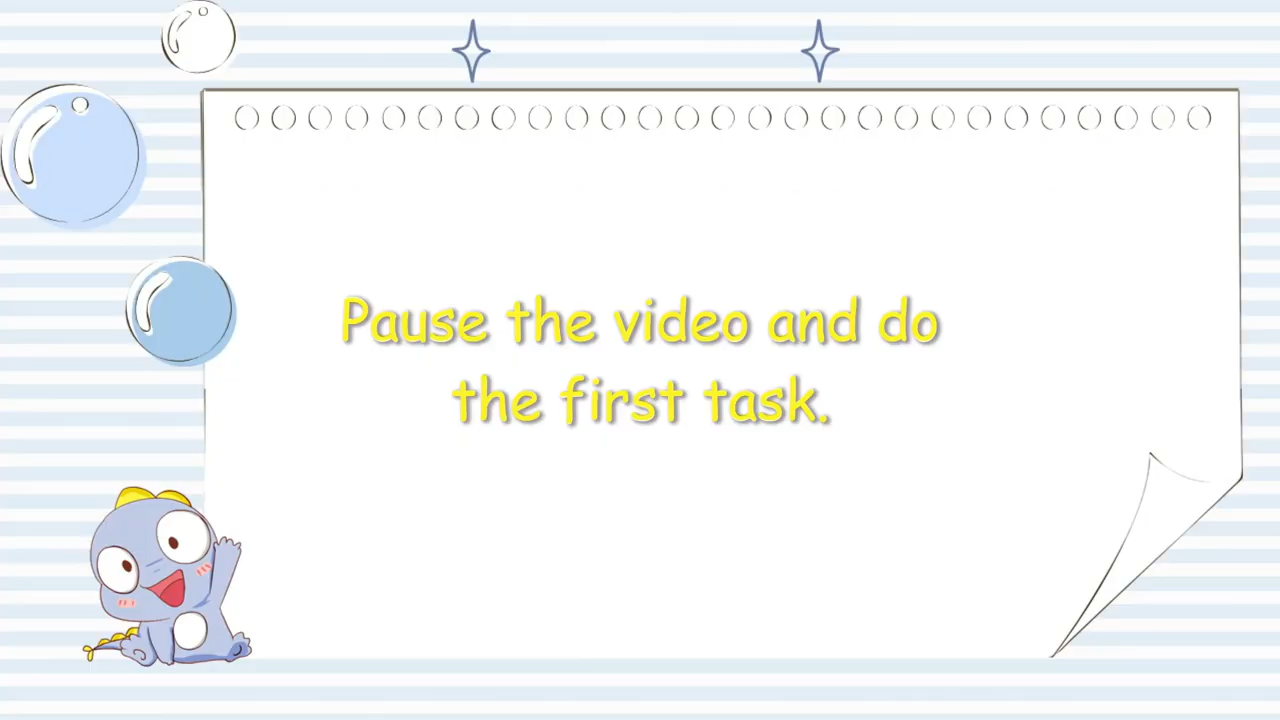 Pause the video and do
the first task.